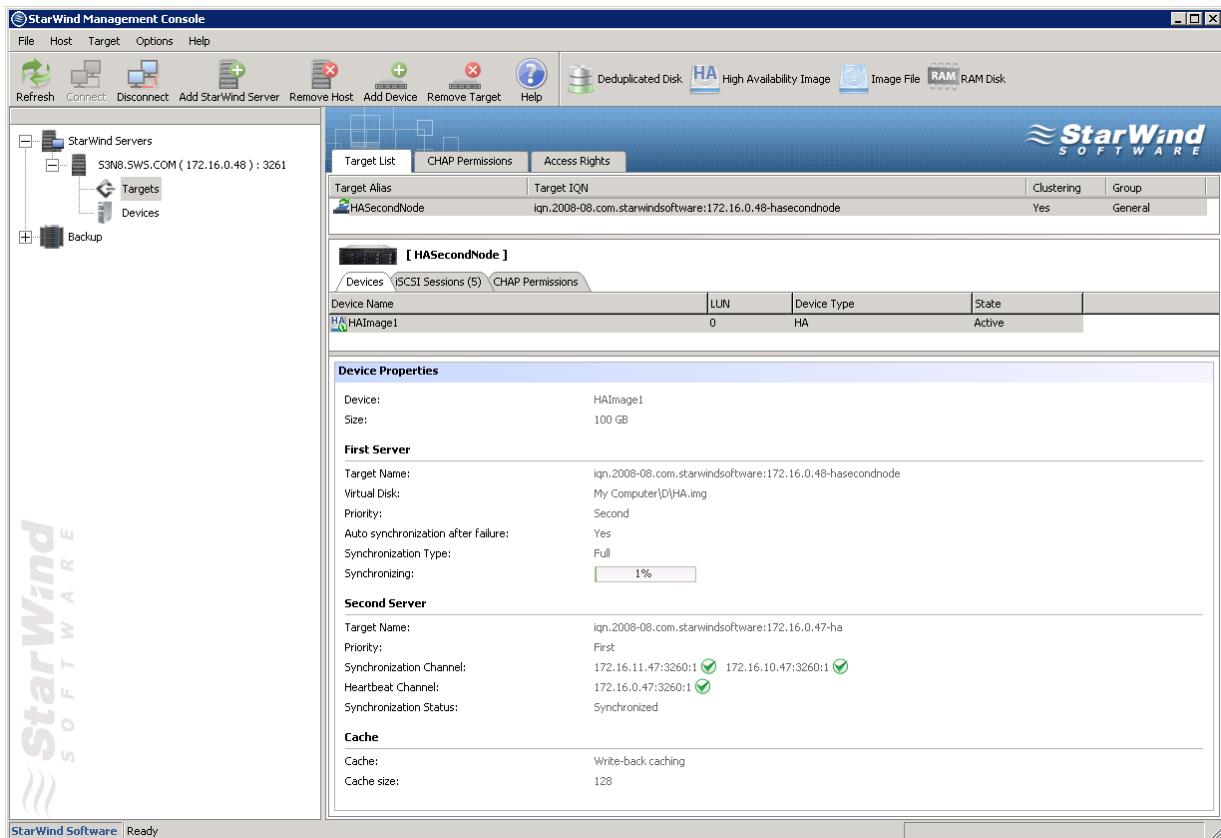 StarWind Management Console
File Host Target Options Help
Refresh Connect Disconnect Add StarWind Server Remove Host Add Device Remove Target Help Deduplicated Disk HA High Availability Image Image File RAM RAM Disk
StarWind Servers
S3N8.SWS.COM ( 172.16.0.48 ) : 3261
Targets
Devices
Backup
StarWind
SOFTWARE
StarWind
SOFTWARE
Target List CHAP Permissions Access Rights
Target Alias Target IQN Clustering Group
HASecondNode iqn.2008-08.com.starwindsoftware:172.16.0.48-hasecondnode Yes General
[ HASecondNode ]
Devices iSCSI Sessions (5) CHAP Permissions
Device Name LUN Device Type State
HA HAImage1 0 HA Active
Device Properties
Device: HAImage1
Size: 100 GB
First Server
Target Name: iqn.2008-08.com.starwindsoftware:172.16.0.48-hasecondnode
Virtual Disk: My Computer\D\HA.img
Priority: Second
Auto synchronization after failure: Yes
Synchronization Type: Full
Synchronizing: 1%
Second Server
Target Name: iqn.2008-08.com.starwindsoftware:172.16.0.47-ha
Priority: First
Synchronization Channel: 172.16.11.47:3260:1 172.16.10.47:3260:1
Heartbeat Channel: 172.16.0.47:3260:1
Synchronization Status: Synchronized
Cache
Cache: Write-back caching
Cache size: 128
StarWind Software Ready